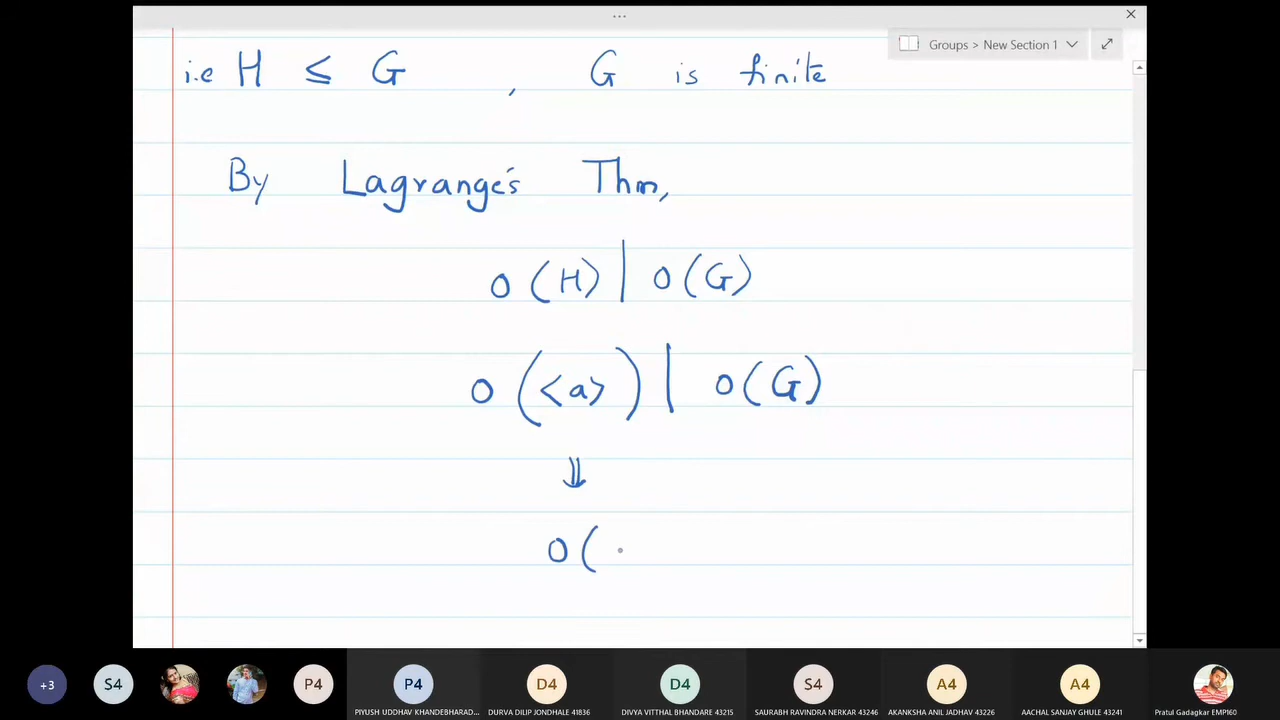 Groups > New Section 1
i.e H ≤ G , G is finite
By Lagrange's Thm,
O (H) | O (G)
O (<a>) | O (G)
⇓
O (
+3 S4 P4 P4 D4 D4 S4 A4 A4
PIYUSH UDDHAV KHANDEBHARAD... DURVA DILIP JONDHALE 41836 DIVYA VITTHAL BHANDARE 43215 SAURABH RAVINDRA NERKAR 43246 AKANKSHA ANIL JADHAV 43226 AACHAL SANJAY GHULE 43241 Pratul Gadagkar EMP160